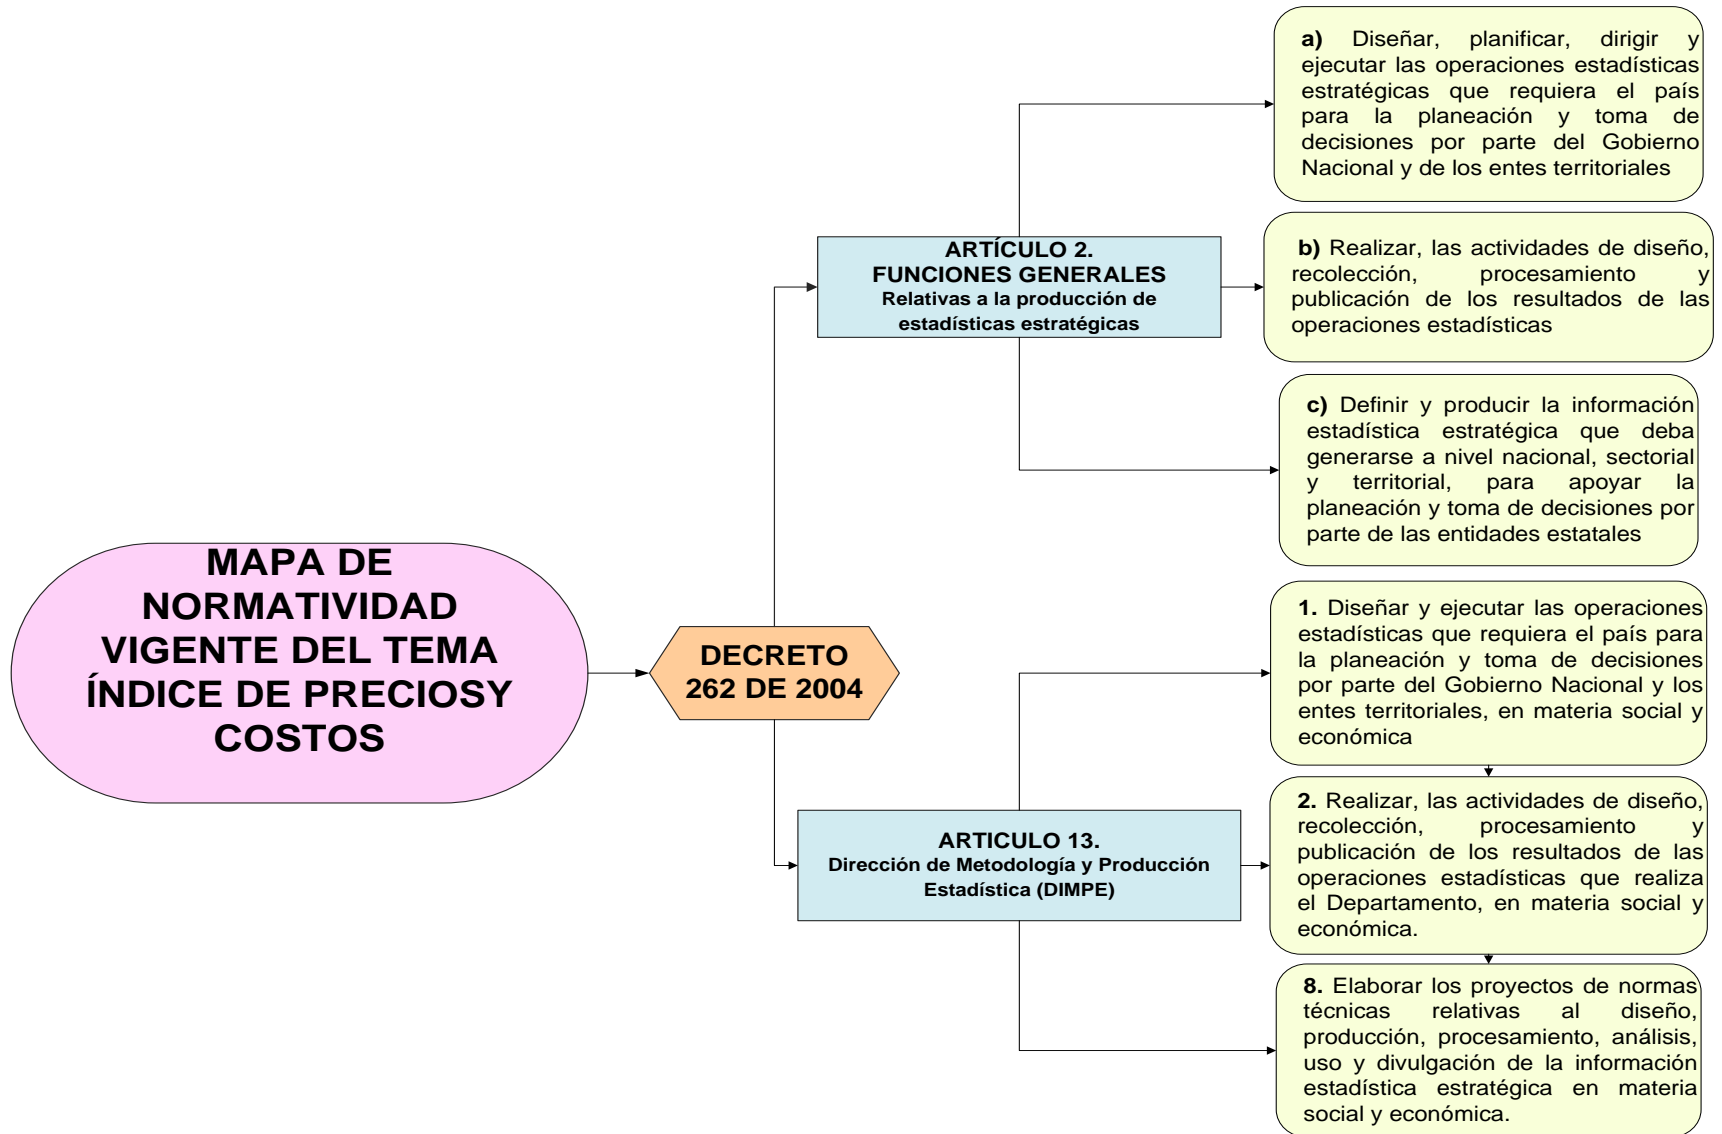 MAPA DE
NORMATIVIDAD
VIGENTE DEL TEMA
ÍNDICE DE PRECIOSY
COSTOS
DECRETO
262 DE 2004
ARTÍCULO 2.
FUNCIONES GENERALES
Relativas a la producción de
estadísticas estratégicas
a) Diseñar, planificar, dirigir y
ejecutar las operaciones estadísticas
estratégicas que requiera el país
para la planeación y toma de
decisiones por parte del Gobierno
Nacional y de los entes territoriales
b) Realizar, las actividades de diseño,
recolección, procesamiento y
publicación de los resultados de las
operaciones estadísticas
c) Definir y producir la información
estadística estratégica que deba
generarse a nivel nacional, sectorial
y territorial, para apoyar la
planeación y toma de decisiones por
parte de las entidades estatales
ARTICULO 13.
Dirección de Metodología y Producción
Estadística (DIMPE)
1. Diseñar y ejecutar las operaciones
estadísticas que requiera el país para
la planeación y toma de decisiones
por parte del Gobierno Nacional y los
entes territoriales, en materia social y
económica
2. Realizar, las actividades de diseño,
recolección, procesamiento y
publicación de los resultados de las
operaciones estadísticas que realiza
el Departamento, en materia social y
económica.
8. Elaborar los proyectos de normas
técnicas relativas al diseño,
producción, procesamiento, análisis,
uso y divulgación de la información
estadística estratégica en materia
social y económica.